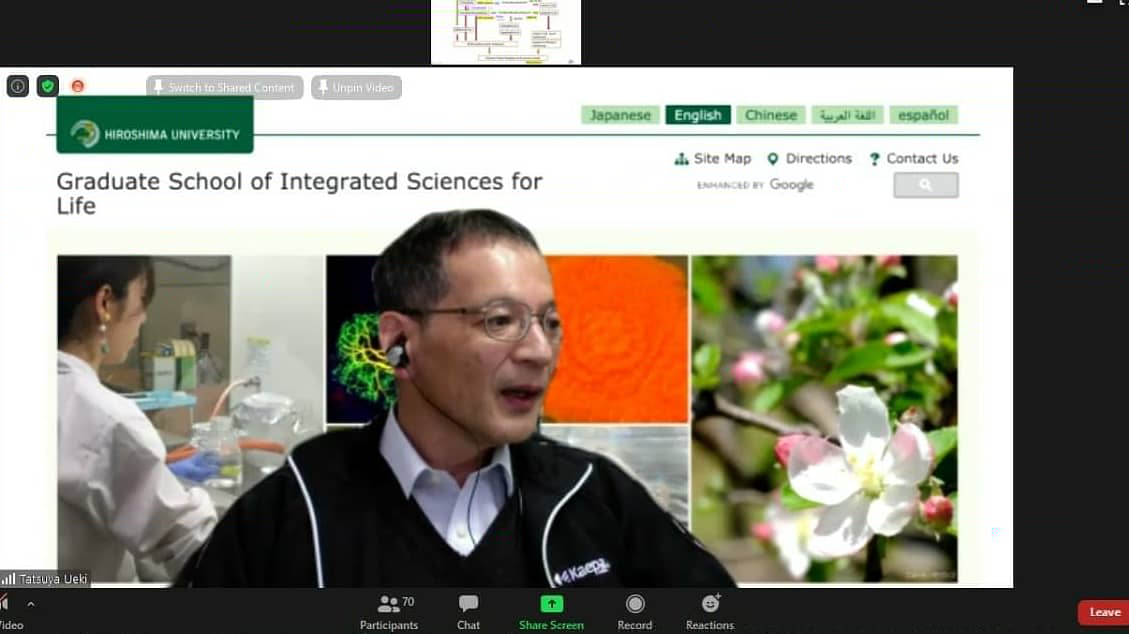 Switch to Shared Content
Unpin Video
HIROSHIMA UNIVERSITY
Japanese
English
Chinese
اللغة العربية
español
Site Map
Directions
Contact Us
ENHANCED BY Google
Graduate School of Integrated Sciences for
Life
Kaepa
Tatsuya Ueki
Video
Participants
70
Chat
Share Screen
Record
Reactions
Leave